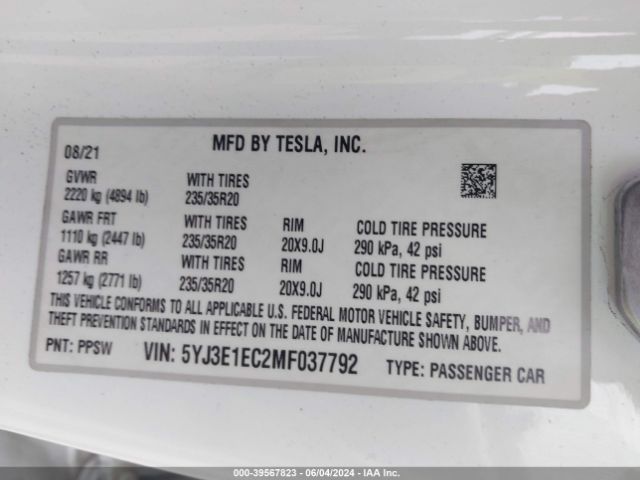 MFD BY TESLA, INC.
08/21
GVWR WITH TIRES
2220 kg (4894 lb) 235/35R20
GAWR FRT WITH TIRES RIM COLD TIRE PRESSURE
1110 kg (2447 lb) 235/35R20 20X9.0J 290 kPa, 42 psi
GAWR RR WITH TIRES RIM COLD TIRE PRESSURE
1257 kg (2771 lb) 235/35R20 20X9.0J 290 kPa, 42 psi
THIS VEHICLE CONFORMS TO ALL APPLICABLE U.S. FEDERAL MOTOR VEHICLE SAFETY, BUMPER, AND
THEFT PREVENTION STANDARDS IN EFFECT ON THE DATE OF MANUFACTURE SHOWN ABOVE.
PNT: PPSW VIN: 5YJ3E1EC2MF037792 TYPE: PASSENGER CAR
000-39567823 - 06/04/2024 - IAA Inc.